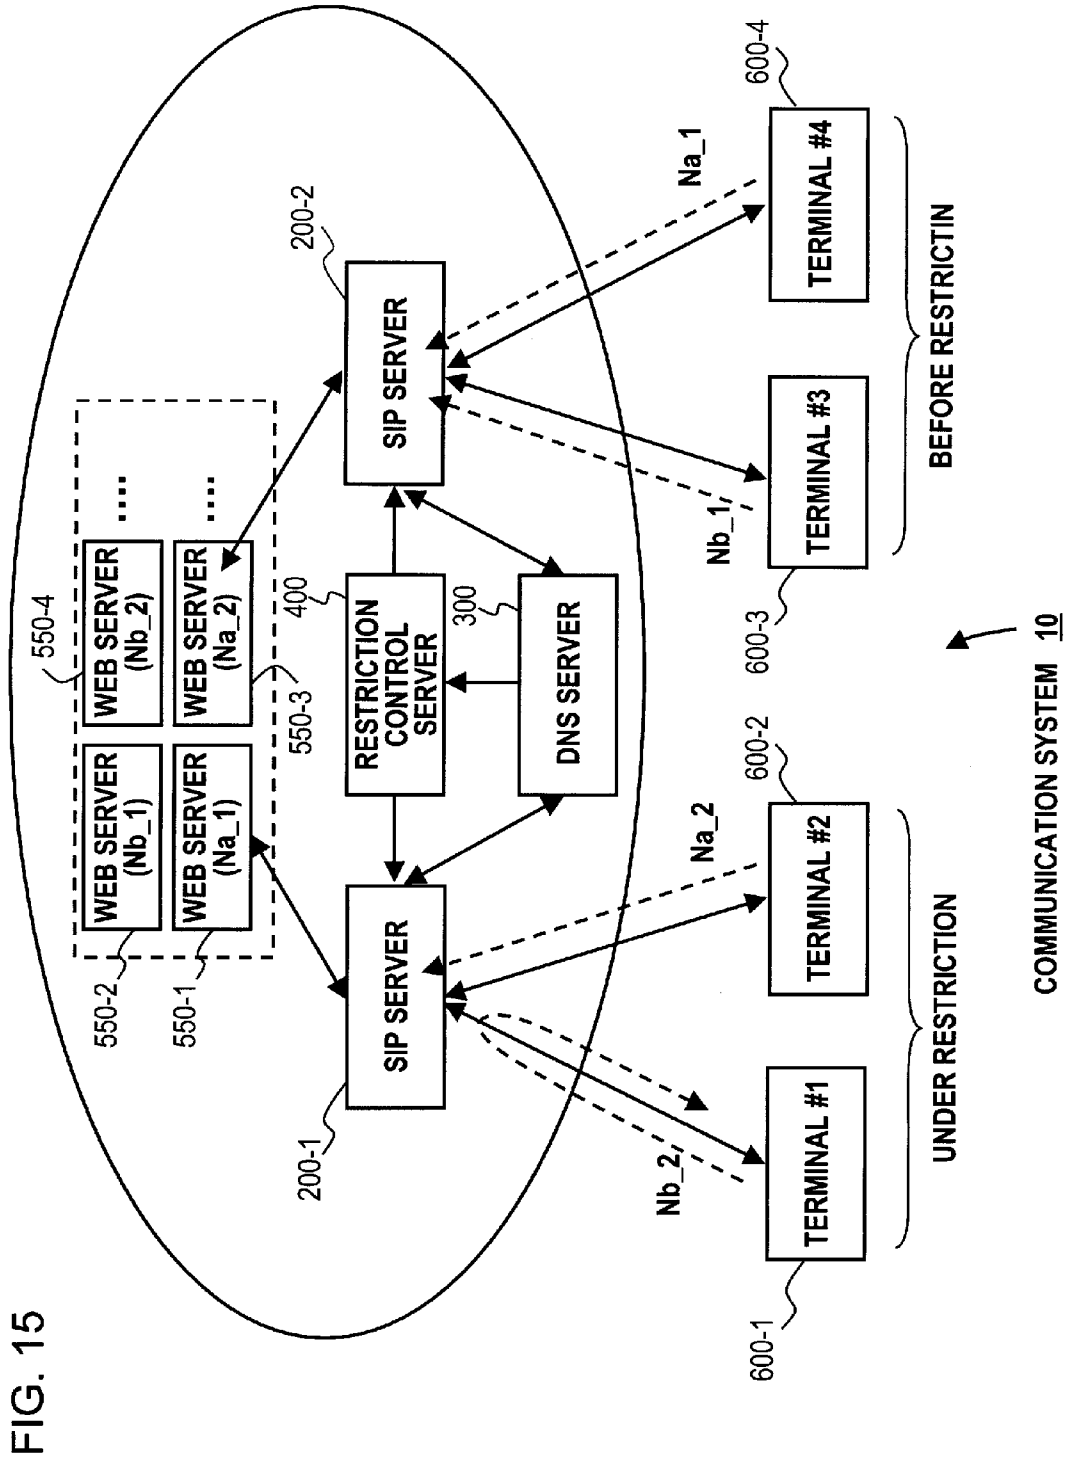 FIG. 15
550-2
550-1
WEB SERVER
(Nb_1)
WEB SERVER
(Na_1)
550-4
WEB SERVER
(Nb_2)
WEB SERVER
(Na_2)
550-3
....
....
200-1
SIP SERVER
400
RESTRICTION
CONTROL
SERVER
200-2
SIP SERVER
300
DNS SERVER
Nb_2
Na_2
Nb_1
Na_1
600-1
TERMINAL #1
600-2
TERMINAL #2
600-3
TERMINAL #3
600-4
TERMINAL #4
UNDER RESTRICTION
BEFORE RESTRICTIN
COMMUNICATION SYSTEM 10